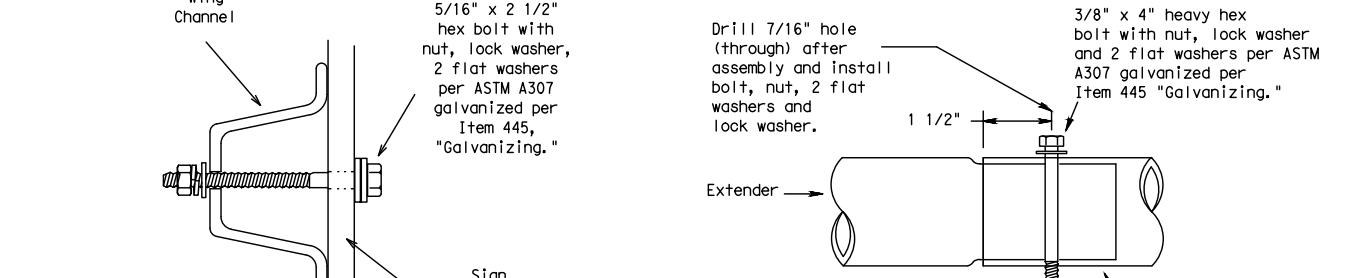 Wing
Channel
5/16" x 2 1/2"
hex bolt with
nut, lock washer,
2 flat washers
per ASTM A307
galvanized per
Item 445,
"Galvanizing."
Sign
Drill 7/16" hole
(through) after
assembly and install
bolt, nut, 2 flat
washers and
lock washer.
1 1/2"
3/8" x 4" heavy hex
bolt with nut, lock washer
and 2 flat washers per ASTM
A307 galvanized per
Item 445 "Galvanizing."
Extender